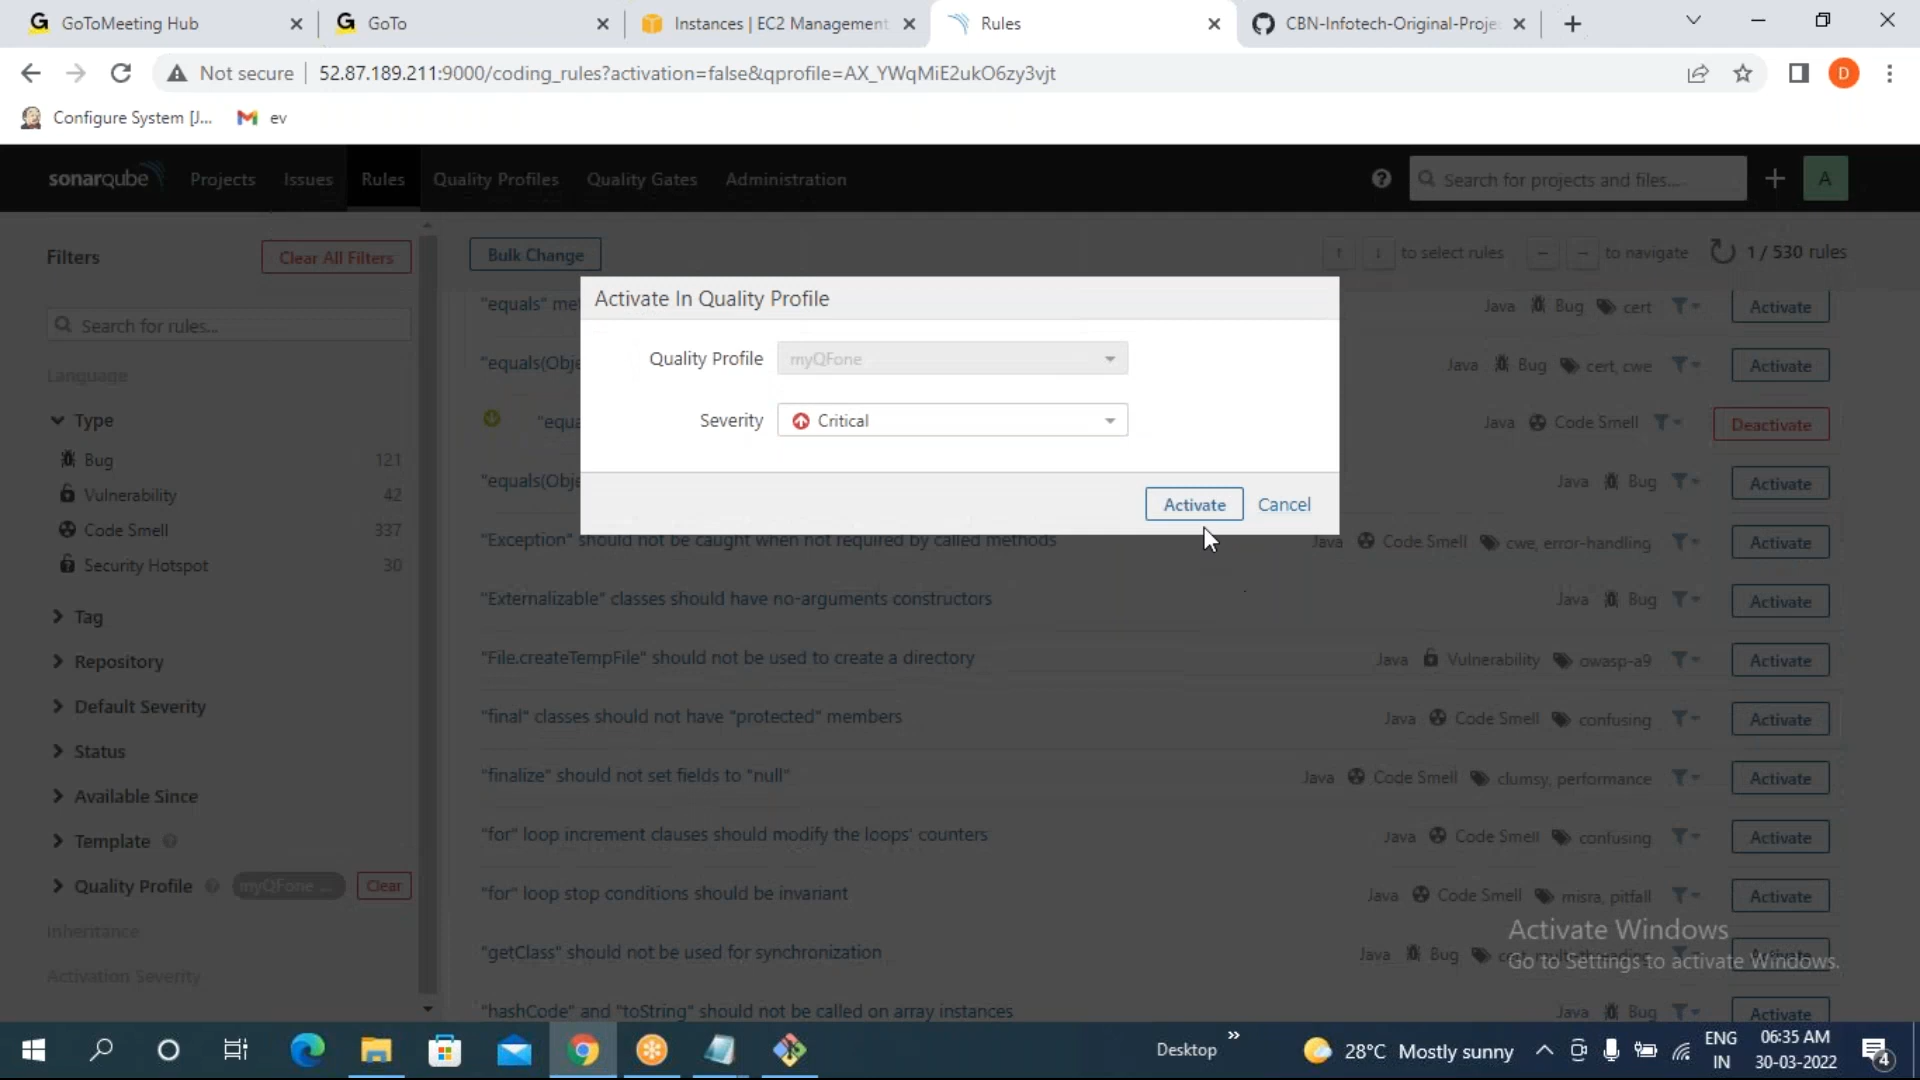 GoToMeeting Hub
GoTo
Instances | EC2 Management
Rules
CBN-Infotech-Original-Proje
Not secure
52.87.189.211:9000/coding_rules?activation=false&qprofile=AX_YWqMiE2ukO6zy3vjt
D
Configure System [J...
ev
sonarqube
Projects
Issues
Rules
Quality Profiles
Quality Gates
Administration
Search for projects and files...
A
Filters
Clear All Filters
Bulk Change
to select rules
to navigate
1 / 530 rules
Search for rules...
Language
Type
Bug 121
Vulnerability 42
Code Smell 337
Security Hotspot 30
Tag
Repository
Default Severity
Status
Available Since
Template
Quality Profile
myQFone ...
Clear
Inheritance
Activation Severity
Activate In Quality Profile
Quality Profile myQFone
Severity Critical
Activate Cancel
"equals" me Java Bug cert Activate
"equals(Obje Java Bug cert, cwe Activate
"equa Java Code Smell Deactivate
"equals(Obje Java Bug Activate
"Exception" should not be caught when not required by called methods Java Code Smell cwe, error-handling Activate
"Externalizable" classes should have no-arguments constructors Java Bug Activate
"File.createTempFile" should not be used to create a directory Java Vulnerability owasp-a9 Activate
"final" classes should not have "protected" members Java Code Smell confusing Activate
"finalize" should not set fields to "null" Java Code Smell clumsy, performance Activate
"for" loop increment clauses should modify the loops' counters Java Code Smell confusing Activate
"for" loop stop conditions should be invariant Java Code Smell misra, pitfall Activate
"getClass" should not be used for synchronization Java Bug
"hashCode" and "toString" should not be called on array instances Java Bug Activate
Activate Windows
Go to Settings to activate Windows.
Desktop
28°C Mostly sunny
ENG
IN
06:35 AM
30-03-2022
4